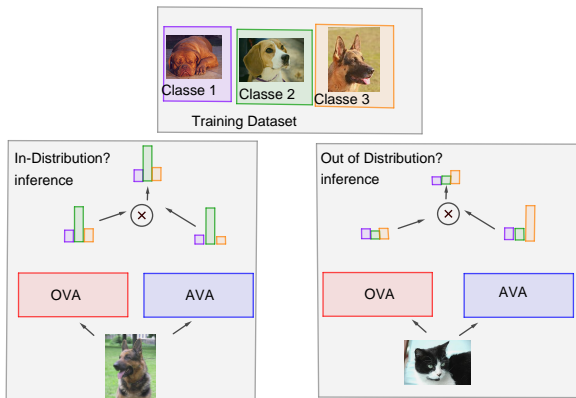 Classe 1
Classe 2
Classe 3
Training Dataset
In-Distribution?
inference
OVA
AVA
Out of Distribution?
inference
OVA
AVA